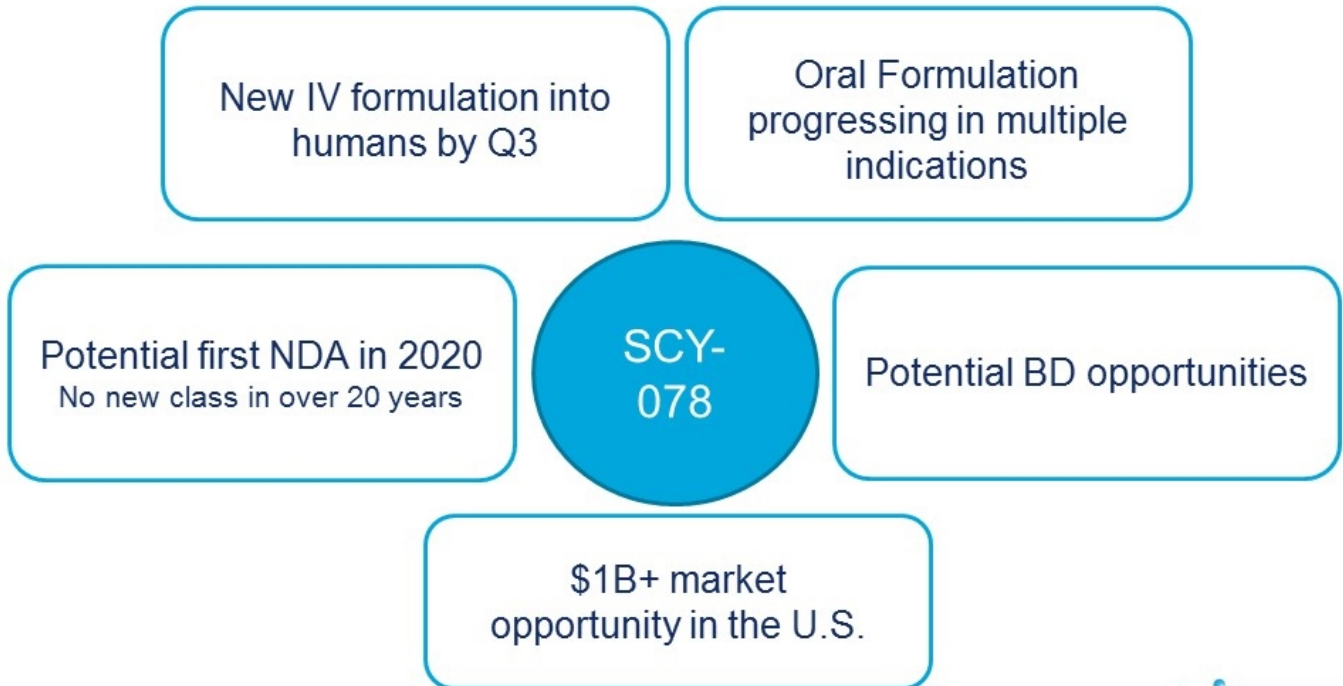 New IV formulation into
humans by Q3
Oral Formulation
progressing in multiple
indications
Potential first NDA in 2020
No new class in over 20 years
SCY-
078
Potential BD opportunities
$1B+ market
opportunity in the U.S.